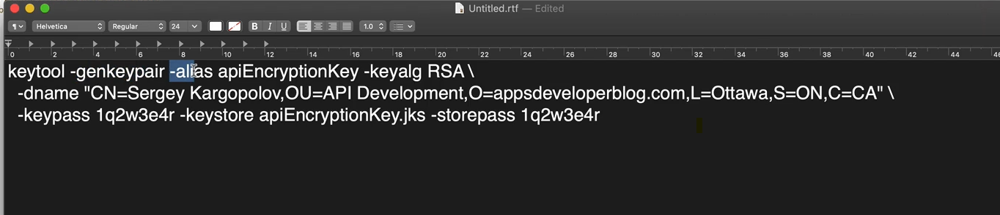 Untitled.rtf — Edited
¶ Helvetica Regular 24 B I U 1.0
0 2 4 6 8 10 12 14 16 18 20 22 24 26 28 30 32 34 36 38 40 42 44 46
keytool -genkeypair -alias apiEncryptionKey -keyalg RSA \
-dname "CN=Sergey Kargopolov,OU=API Development,O=appsdeveloperblog.com,L=Ottawa,S=ON,C=CA" \
-keypass 1q2w3e4r -keystore apiEncryptionKey.jks -storepass 1q2w3e4r